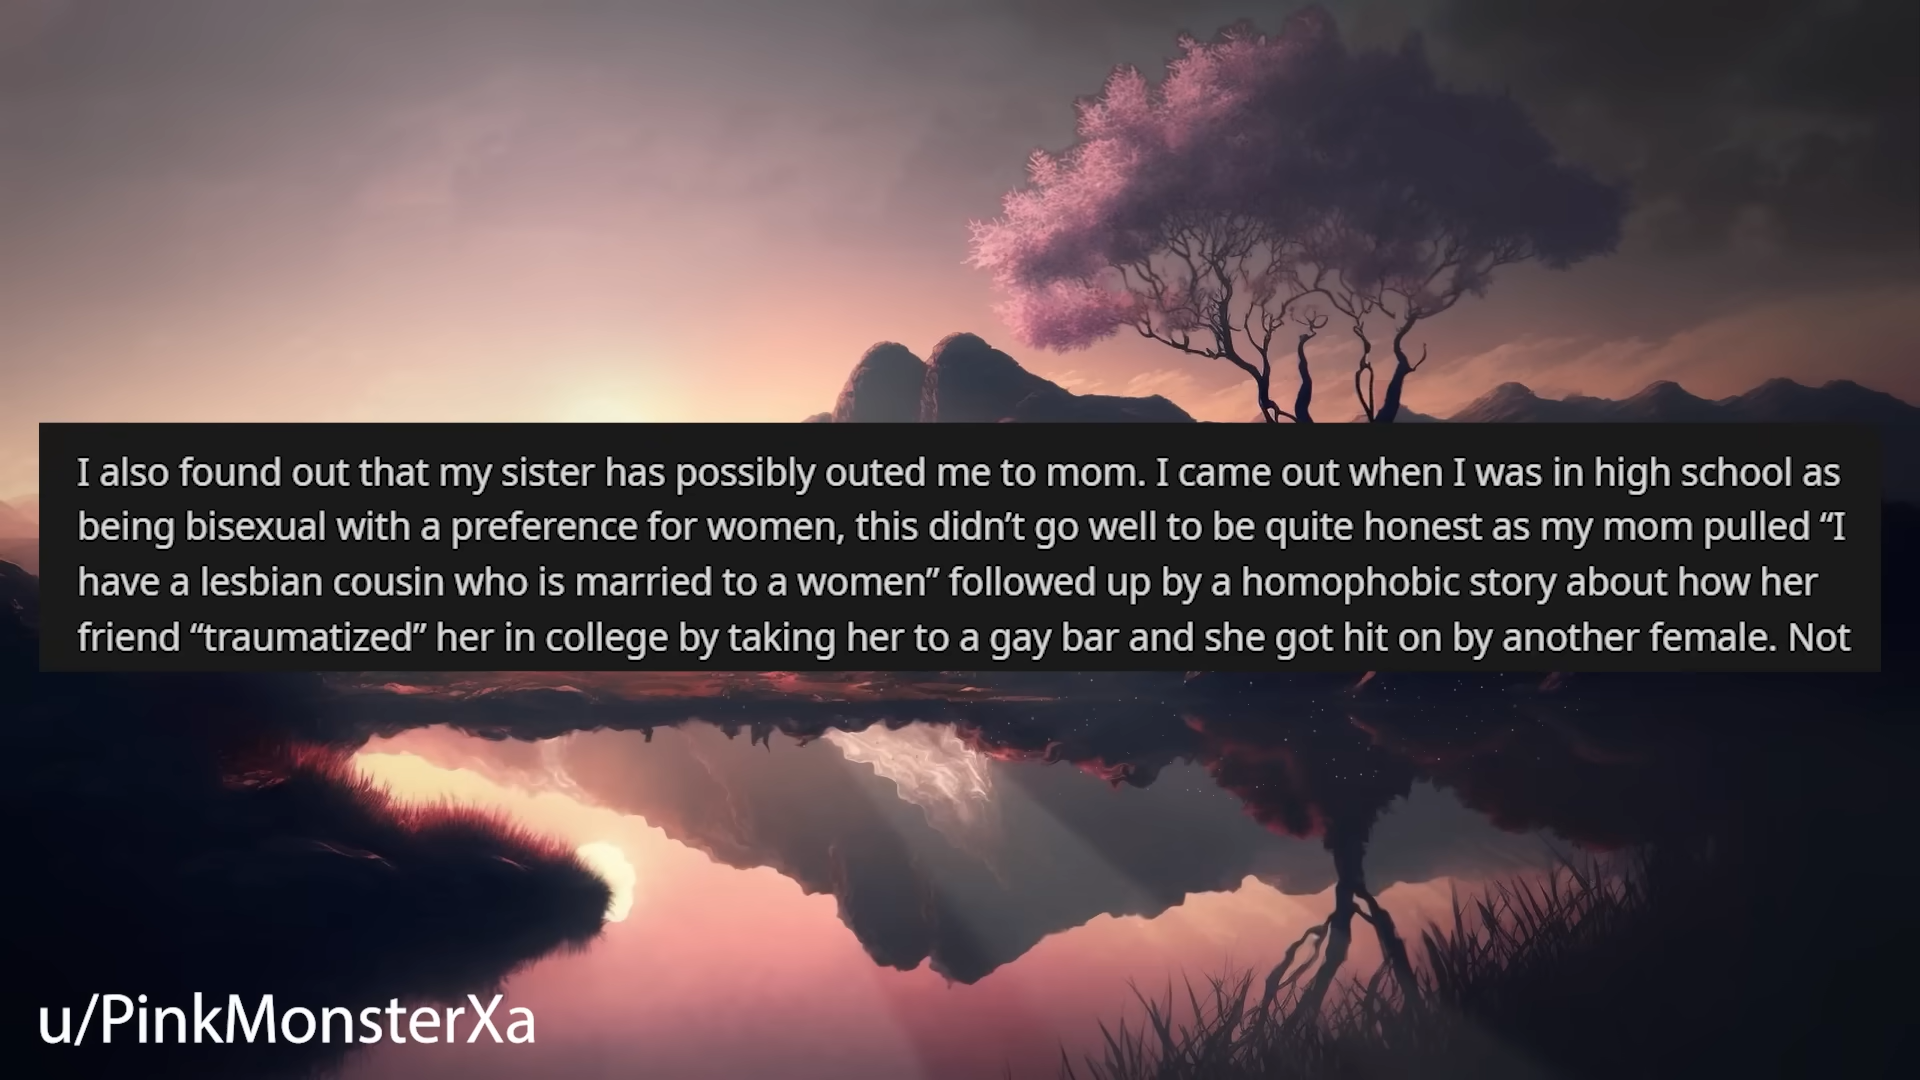 I also found out that my sister has possibly outed me to mom. I came out when I was in high school as
being bisexual with a preference for women, this didn’t go well to be quite honest as my mom pulled “I
have a lesbian cousin who is married to a women” followed up by a homophobic story about how her
friend “traumatized” her in college by taking her to a gay bar and she got hit on by another female. Not
u/PinkMonsterXa